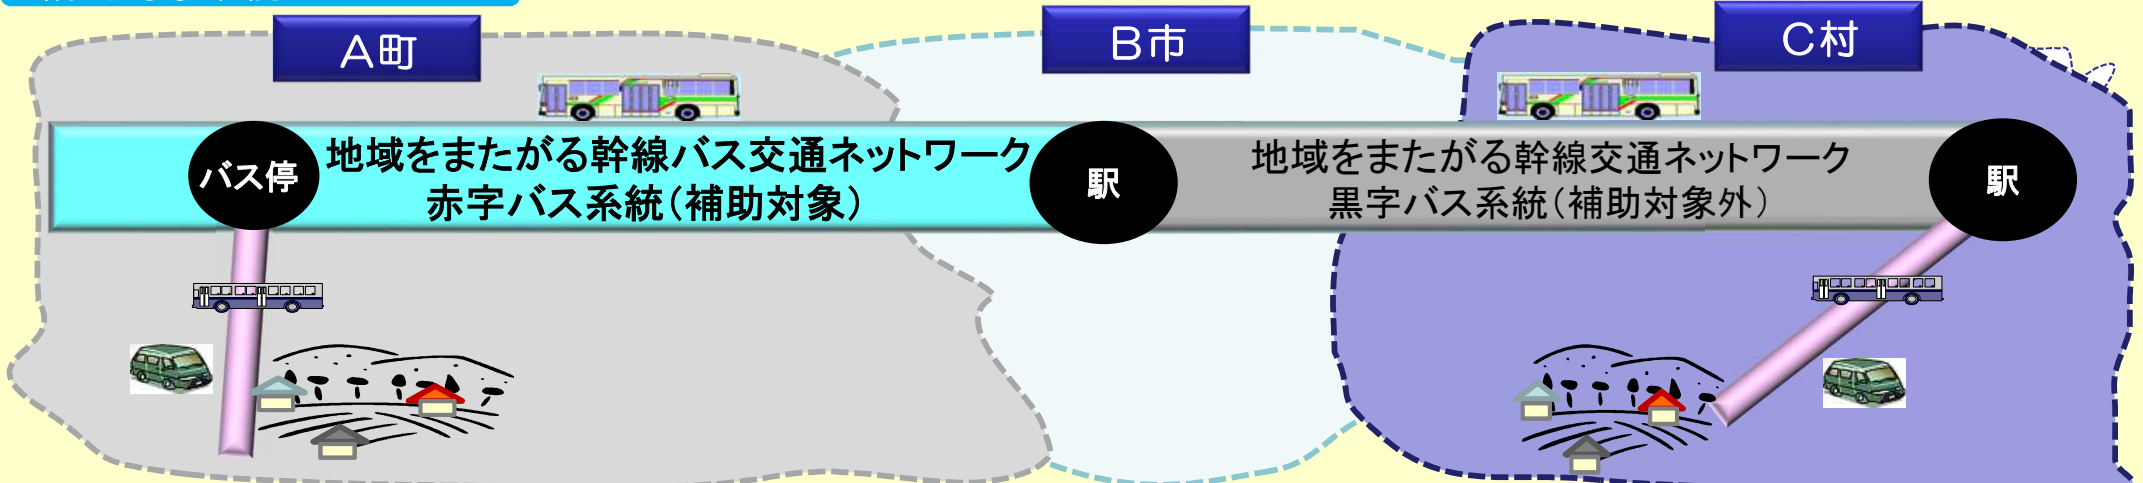 A町
B市
C村
バス停
地域をまたがる幹線バス交通ネットワーク
赤字バス系統(補助対象)
駅
地域をまたがる幹線交通ネットワーク
黒字バス系統(補助対象外)
駅